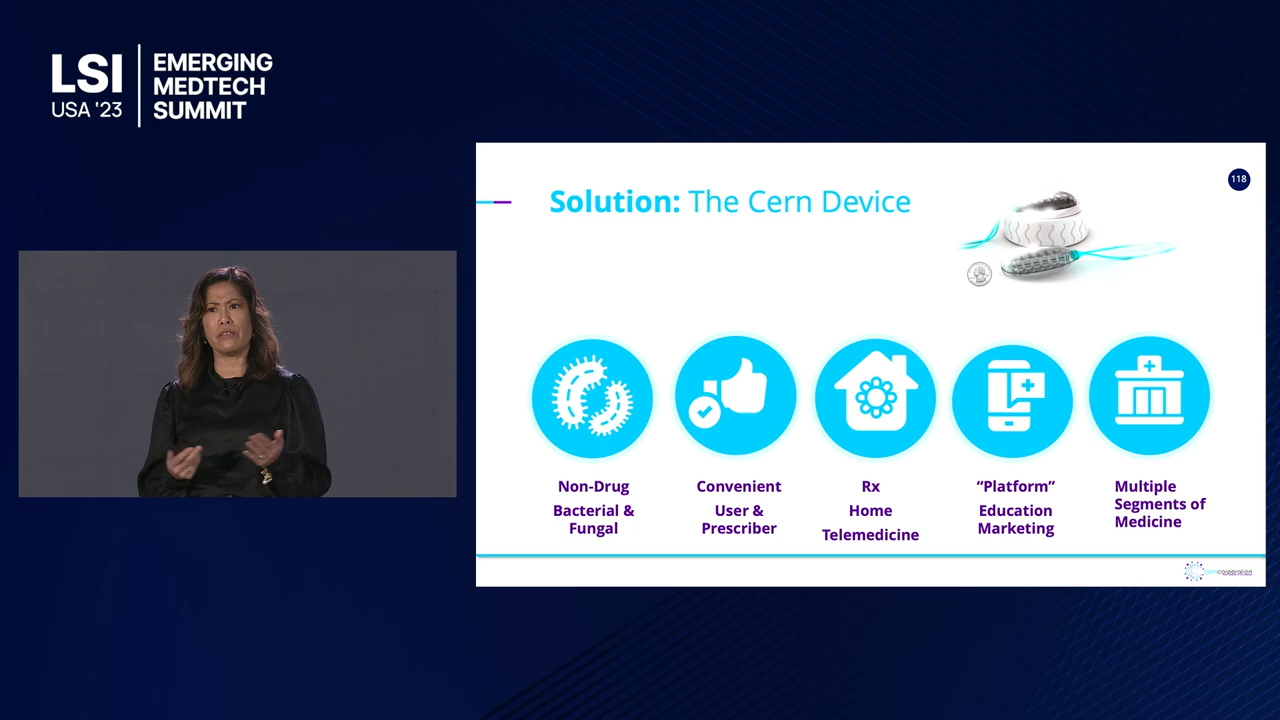 LSI
USA '23
EMERGING
MEDTECH
SUMMIT
118
Solution: The Cern Device
Non-Drug
Bacterial &
Fungal
Convenient
User &
Prescriber
Rx
Home
Telemedicine
“Platform”
Education
Marketing
Multiple
Segments of
Medicine
cerncorporation